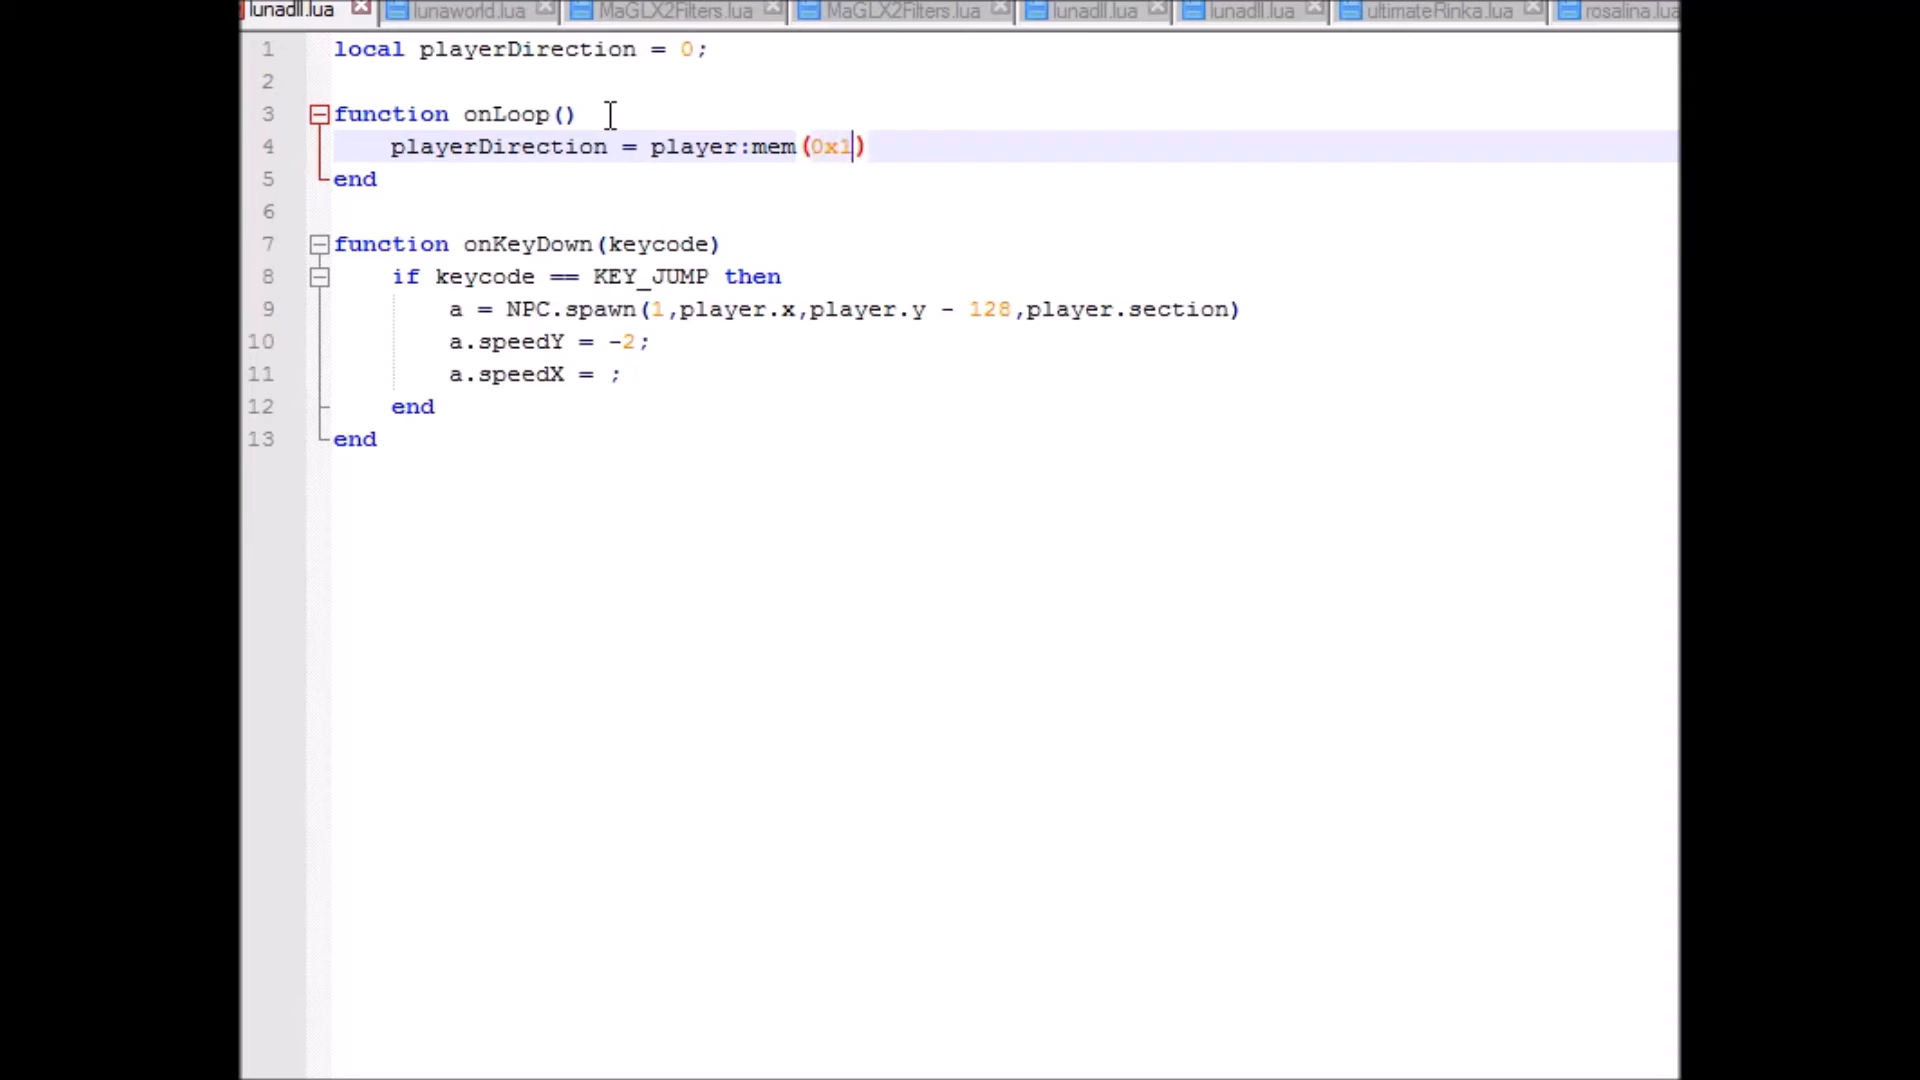 lunadll.lua lunaworld.lua MaGLX2Filters.lua MaGLX2Filters.lua lunadll.lua lunadll.lua ultimateRinka.lua rosalina.lua
1 local playerDirection = 0;
2
3 function onLoop()
4 playerDirection = player:mem(0x1)
5 end
6
7 function onKeyDown(keycode)
8 if keycode == KEY_JUMP then
9 a = NPC.spawn(1,player.x,player.y - 128,player.section)
10 a.speedY = -2;
11 a.speedX = ;
12 end
13 end